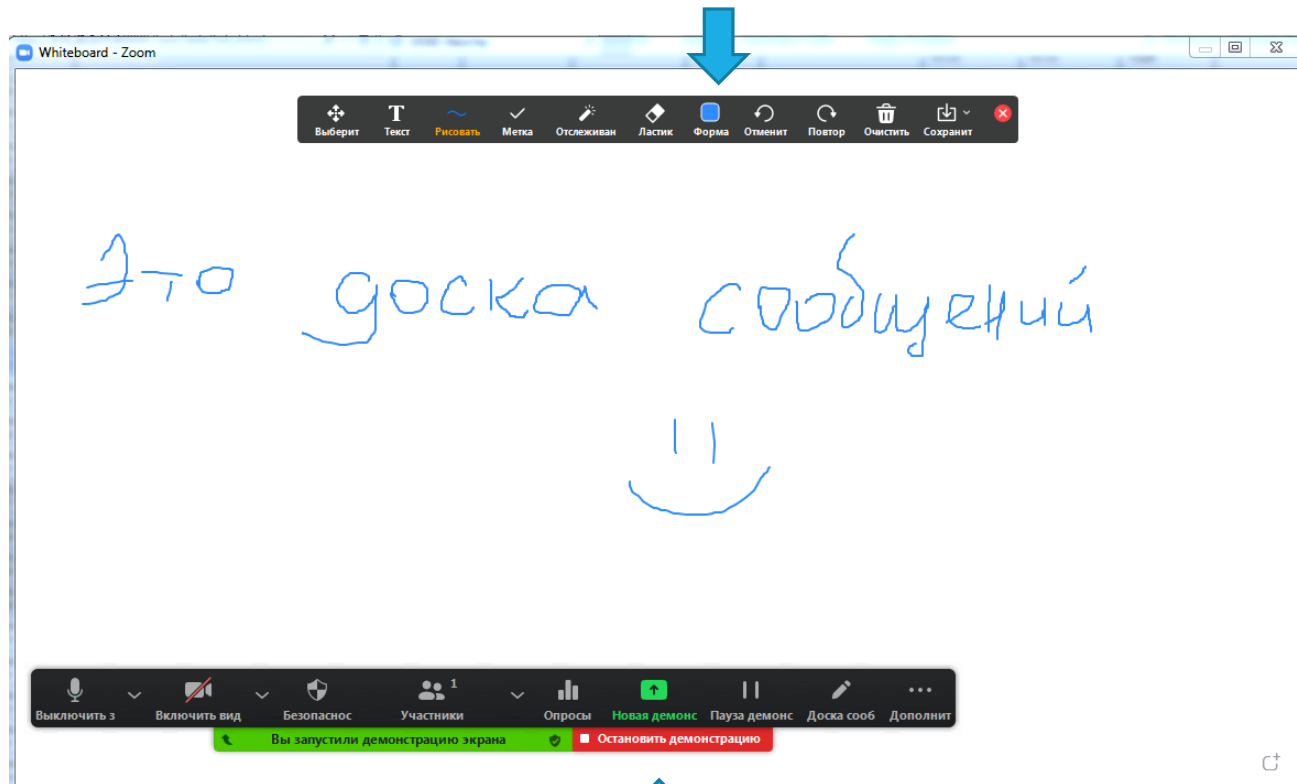 Whiteboard - Zoom
Выберит Текст Рисовать Метка Отслеживан Ластик Форма Отменит Повтор Очистить Сохранит
Это доска сообщений
1
Выключить з Включить вид Безопаснос Участники Опросы Новая демонс Пауза демонс Доска сооб Дополнит
Вы запустили демонстрацию экрана Остановить демонстрацию